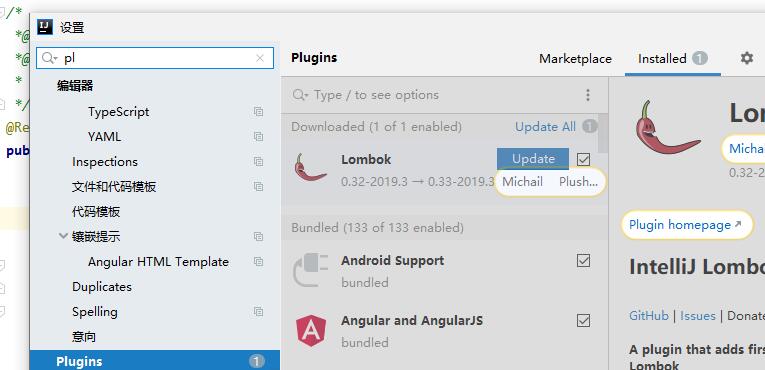 /*
设置
*@
pl
*@
Plugins
Marketplace
Installed 1
*
编辑器
Type / to see options
*/
TypeScript
Downloaded (1 of 1 enabled)
Update All 1
@Re
YAML
pub
Inspections
Lombok
Update
0.32-2019.3 → 0.33-2019.3
Michail Plush...
文件和代码模板
代码模板
Bundled (133 of 133 enabled)
镶嵌提示
Angular HTML Template
Android Support
bundled
Duplicates
Spelling
Angular and AngularJS
bundled
意向
Plugins 1
Lo
Micha
0.32-
Plugin homepage
IntelliJ Lombo
GitHub | Issues | Donate
A plugin that adds firs
Lombok